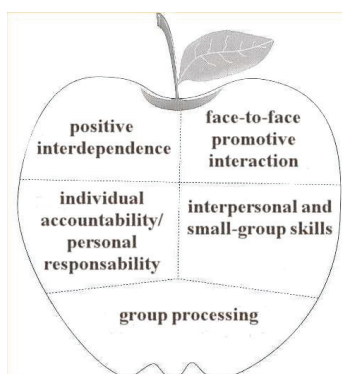 positive
interdependence
face-to-face
promotive
interaction
individual
accountability/
personal
responsability
interpersonal and
small-group skills
group processing